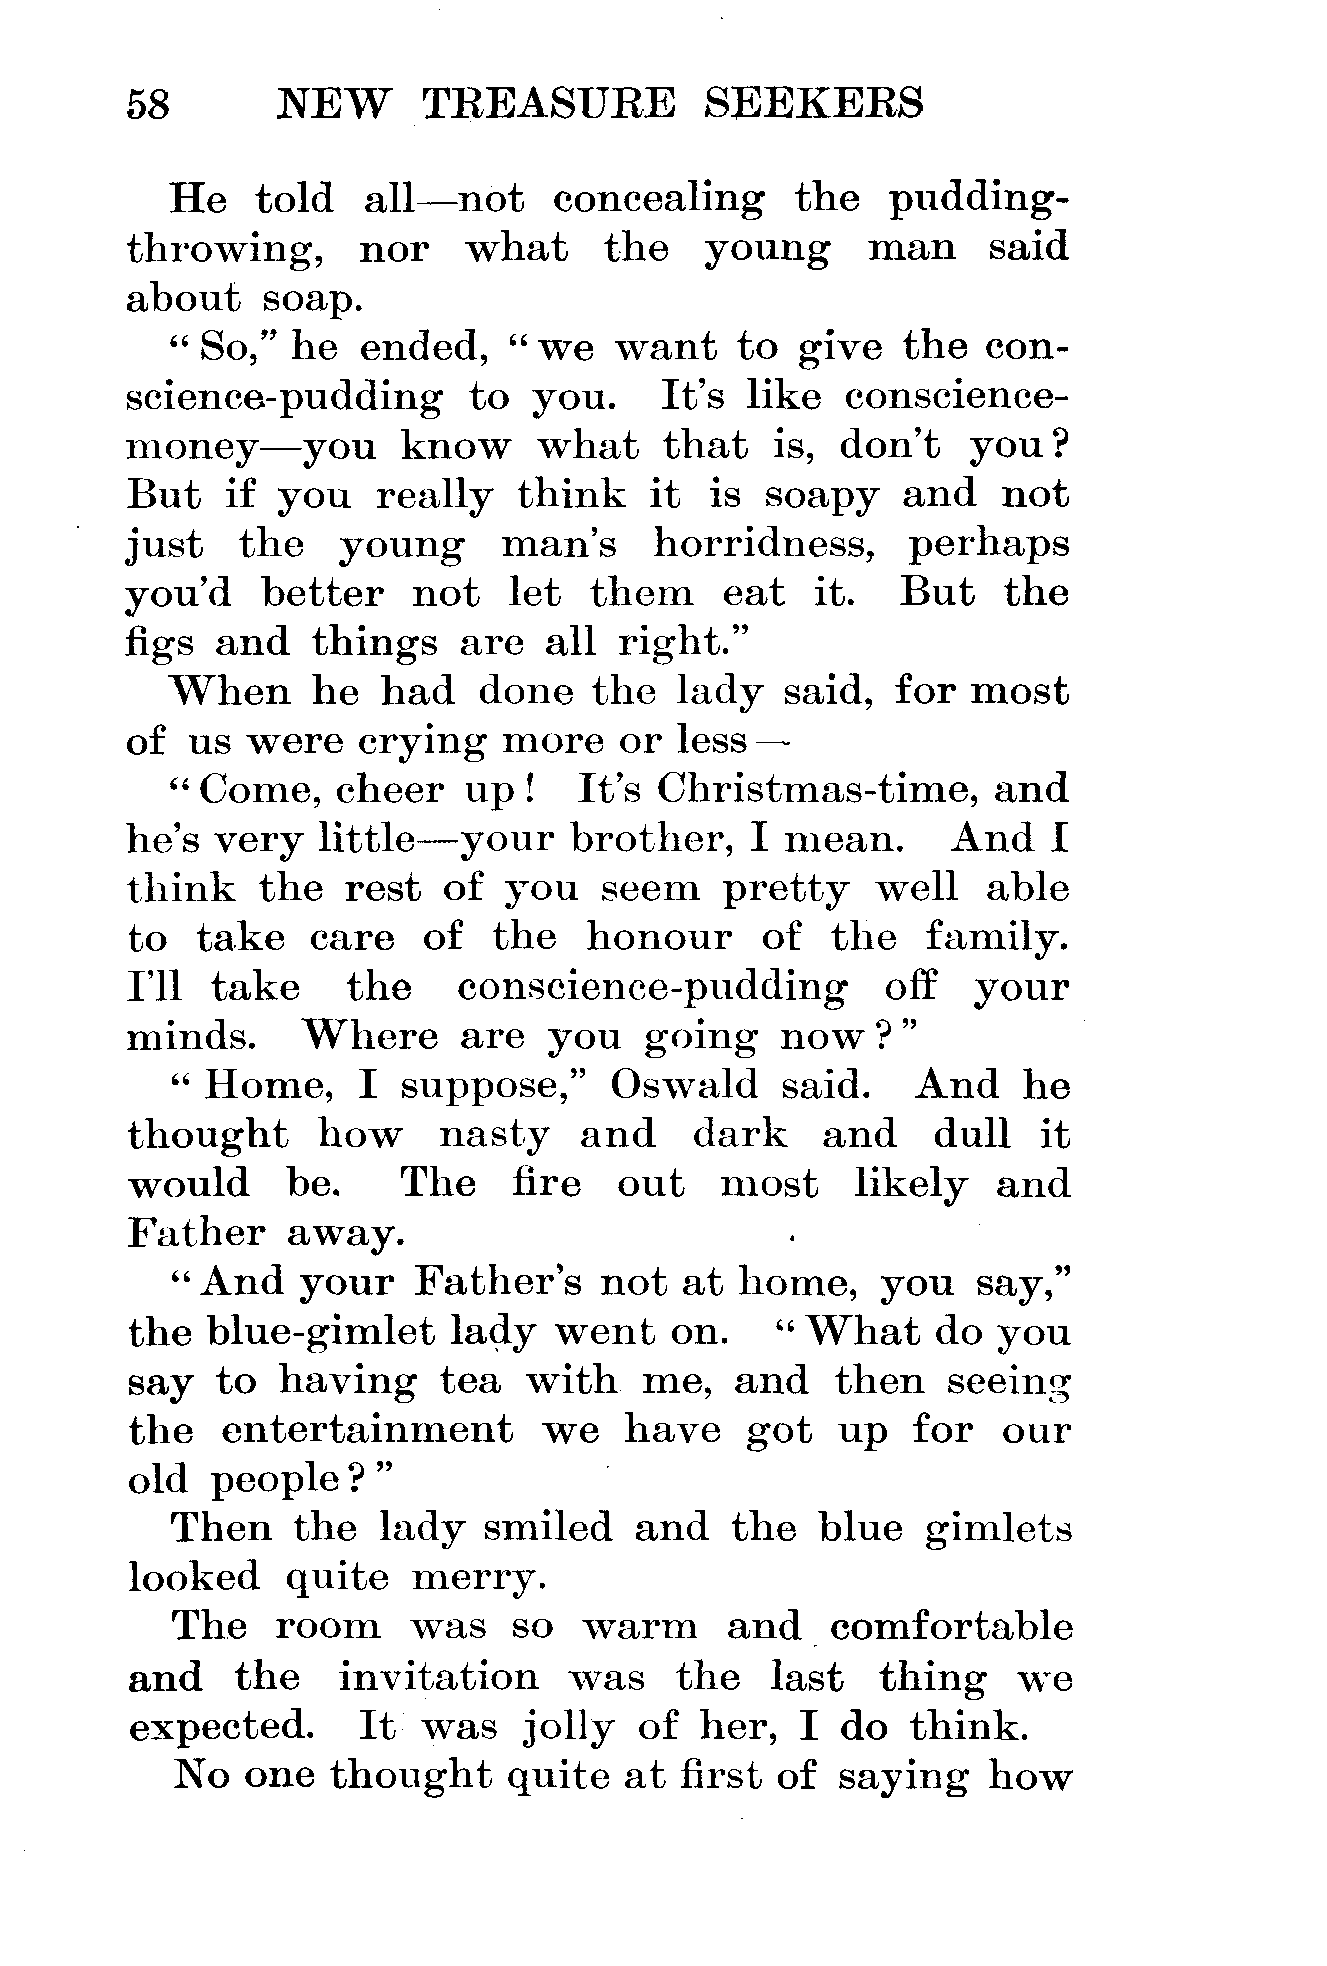 58 NEW TREASURE SEEKERS
He told all—not concealing the pudding-
throwing, nor what the young man said
about soap.
“So,” he ended, “we want to give the con-
science-pudding to you. It’s like conscience-
money—you know what that is, don’t you?
But if you really think it is soapy and not
just the young man’s horridness, perhaps
you’d better not let them eat it. But the
figs and things are all right.”
When he had done the lady said, for most
of us were crying more or less—
“Come, cheer up! It’s Christmas-time, and
he’s very little—your brother, I mean. And I
think the rest of you seem pretty well able
to take care of the honour of the family.
I’ll take the conscience-pudding off your
minds. Where are you going now?”
“Home, I suppose,” Oswald said. And he
thought how nasty and dark and dull it
would be. The fire out most likely and
Father away.
“And your Father’s not at home, you say,”
the blue-gimlet lady went on. “What do you
say to having tea with me, and then seeing
the entertainment we have got up for our
old people?”
Then the lady smiled and the blue gimlets
looked quite merry.
The room was so warm and comfortable
and the invitation was the last thing we
expected. It was jolly of her, I do think.
No one thought quite at first of saying how